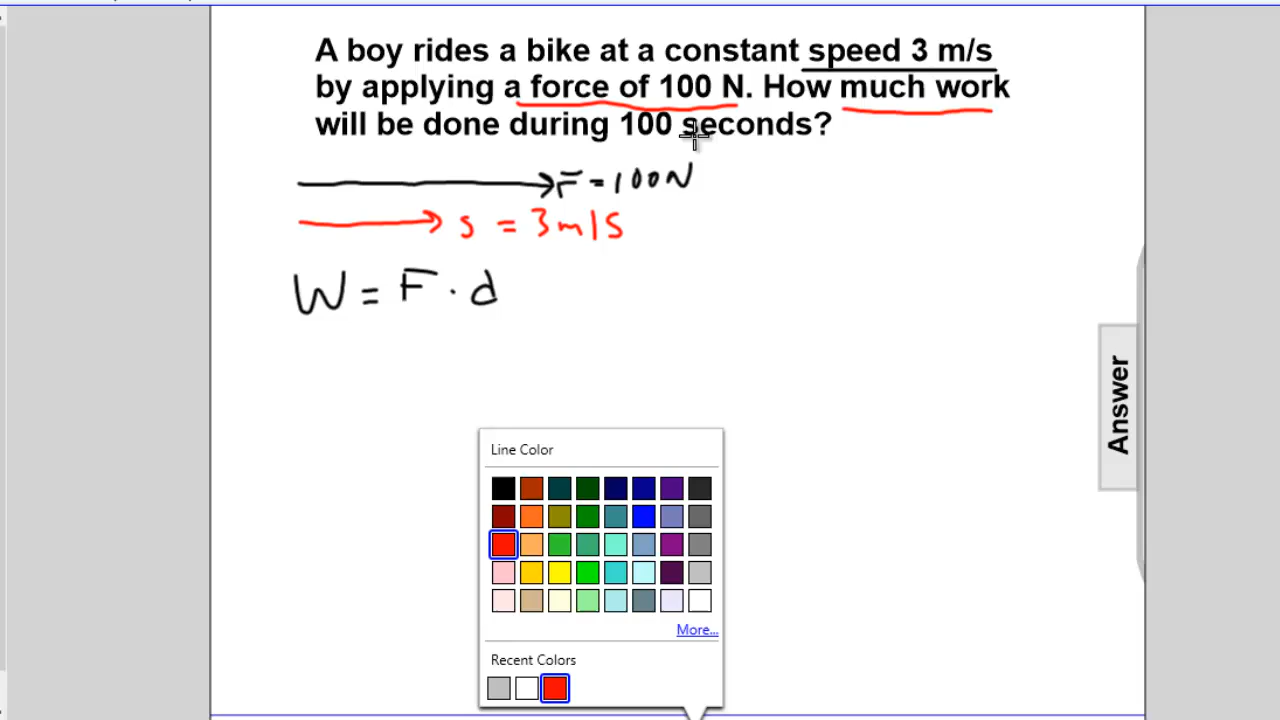 A boy rides a bike at a constant speed 3 m/s
by applying a force of 100 N. How much work
will be done during 100 seconds?
F = 100N
s = 3m/s
W = F · d
Answer
Line Color
More...
Recent Colors